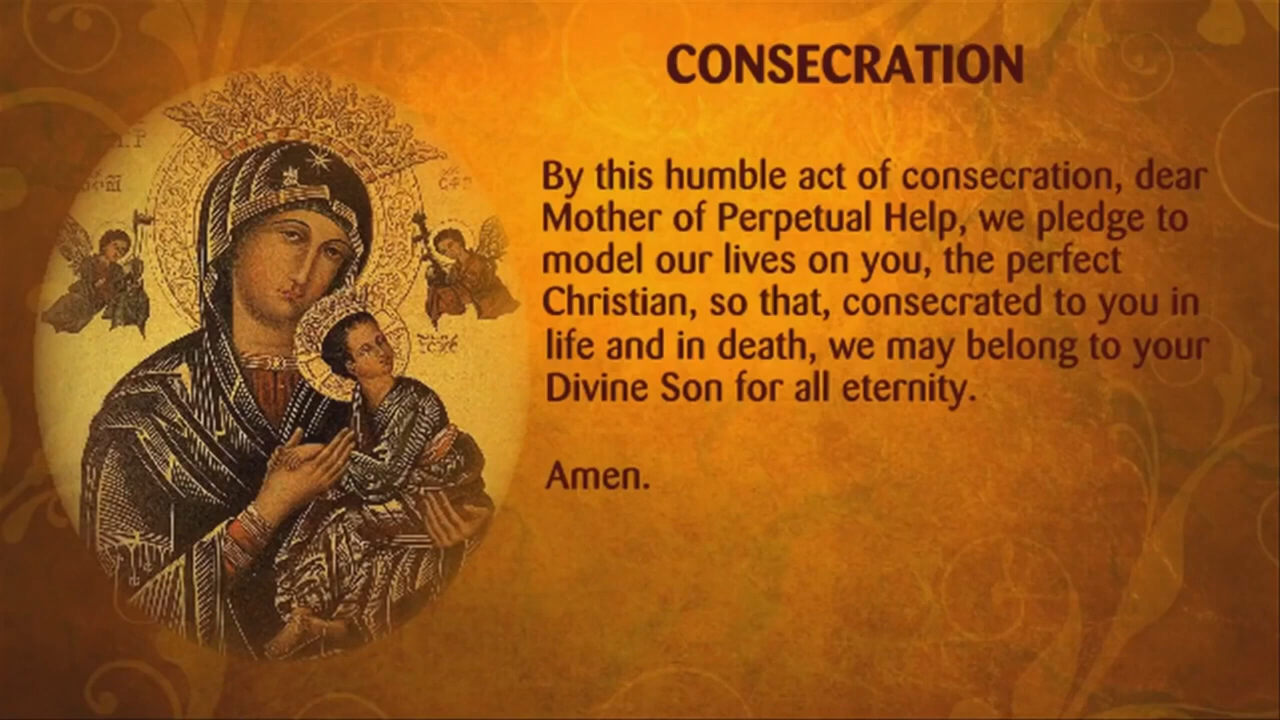 CONSECRATION
By this humble act of consecration, dear
Mother of Perpetual Help, we pledge to
model our lives on you, the perfect
Christian, so that, consecrated to you in
life and in death, we may belong to your
Divine Son for all eternity.
Amen.